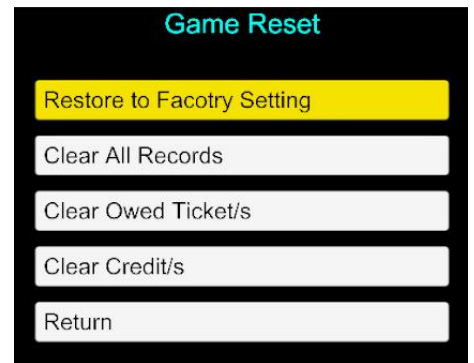 Game Reset
Restore to Facotry Setting
Clear All Records
Clear Owed Ticket/s
Clear Credit/s
Return